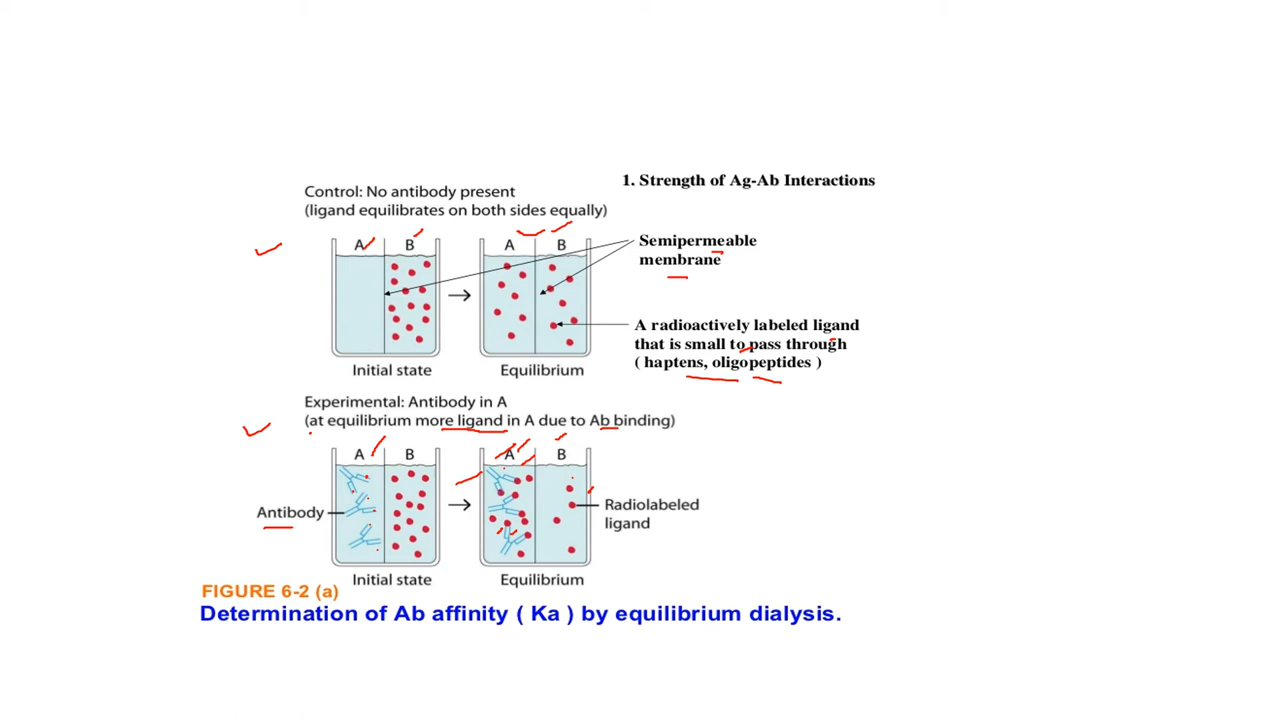 1. Strength of Ag-Ab Interactions
Control: No antibody present
(ligand equilibrates on both sides equally)
A
B
A
B
Semipermeable
membrane
A radioactively labeled ligand
that is small to pass through
( haptens, oligopeptides )
Initial state
Equilibrium
Experimental: Antibody in A
(at equilibrium more ligand in A due to Ab binding)
A
B
A
B
Antibody
Radiolabeled
ligand
Initial state
Equilibrium
FIGURE 6-2 (a)
Determination of Ab affinity ( Ka ) by equilibrium dialysis.